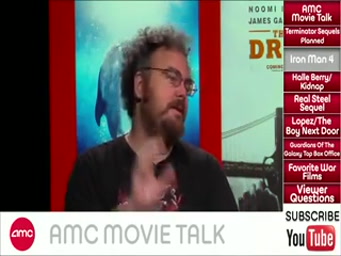 NOOMI R
JAMES GA
TH
DR
COMING
AMC
Movie Talk
Terminator Sequels
Planned
Iron Man 4
Halle Berry/
Kidnap
Real Steel
Sequel
Lopez/The
Boy Next Door
Guardians Of The
Galaxy Top Box Office
Favorite War
Films
Viewer
Questions
SUBSCRIBE
YouTube
amc AMC MOVIE TALK